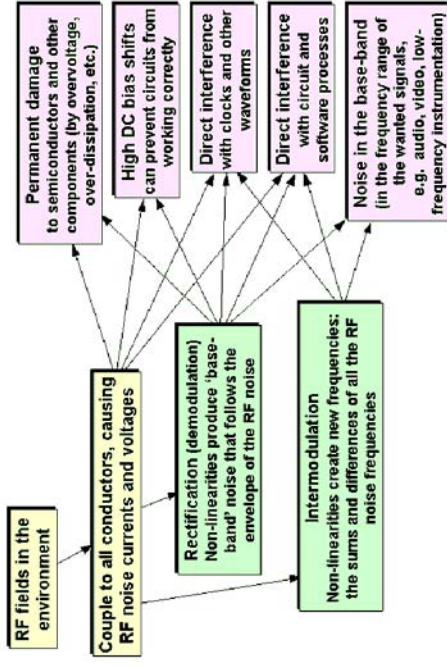 RF fields in the
environment
Couple to all conductors, causing
RF noise currents and voltages
Rectification (demodulation)
Non-linearities produce 'base-
band' noise that follows the
envelope of the RF noise
Intermodulation
Non-linearities create new frequencies:
the sums and differences of all the RF
noise frequencies
Permanent damage
to semiconductors and other
components (by overvoltage,
over-dissipation, etc.)
High DC bias shifts
can prevent circuits from
working correctly
Direct interference
with clocks and other
waveforms
Direct interference
with circuit and
software processes
Noise in the base-band
(in the frequency range of
the wanted signals,
e.g. audio, video, low-
frequency instrumentation)